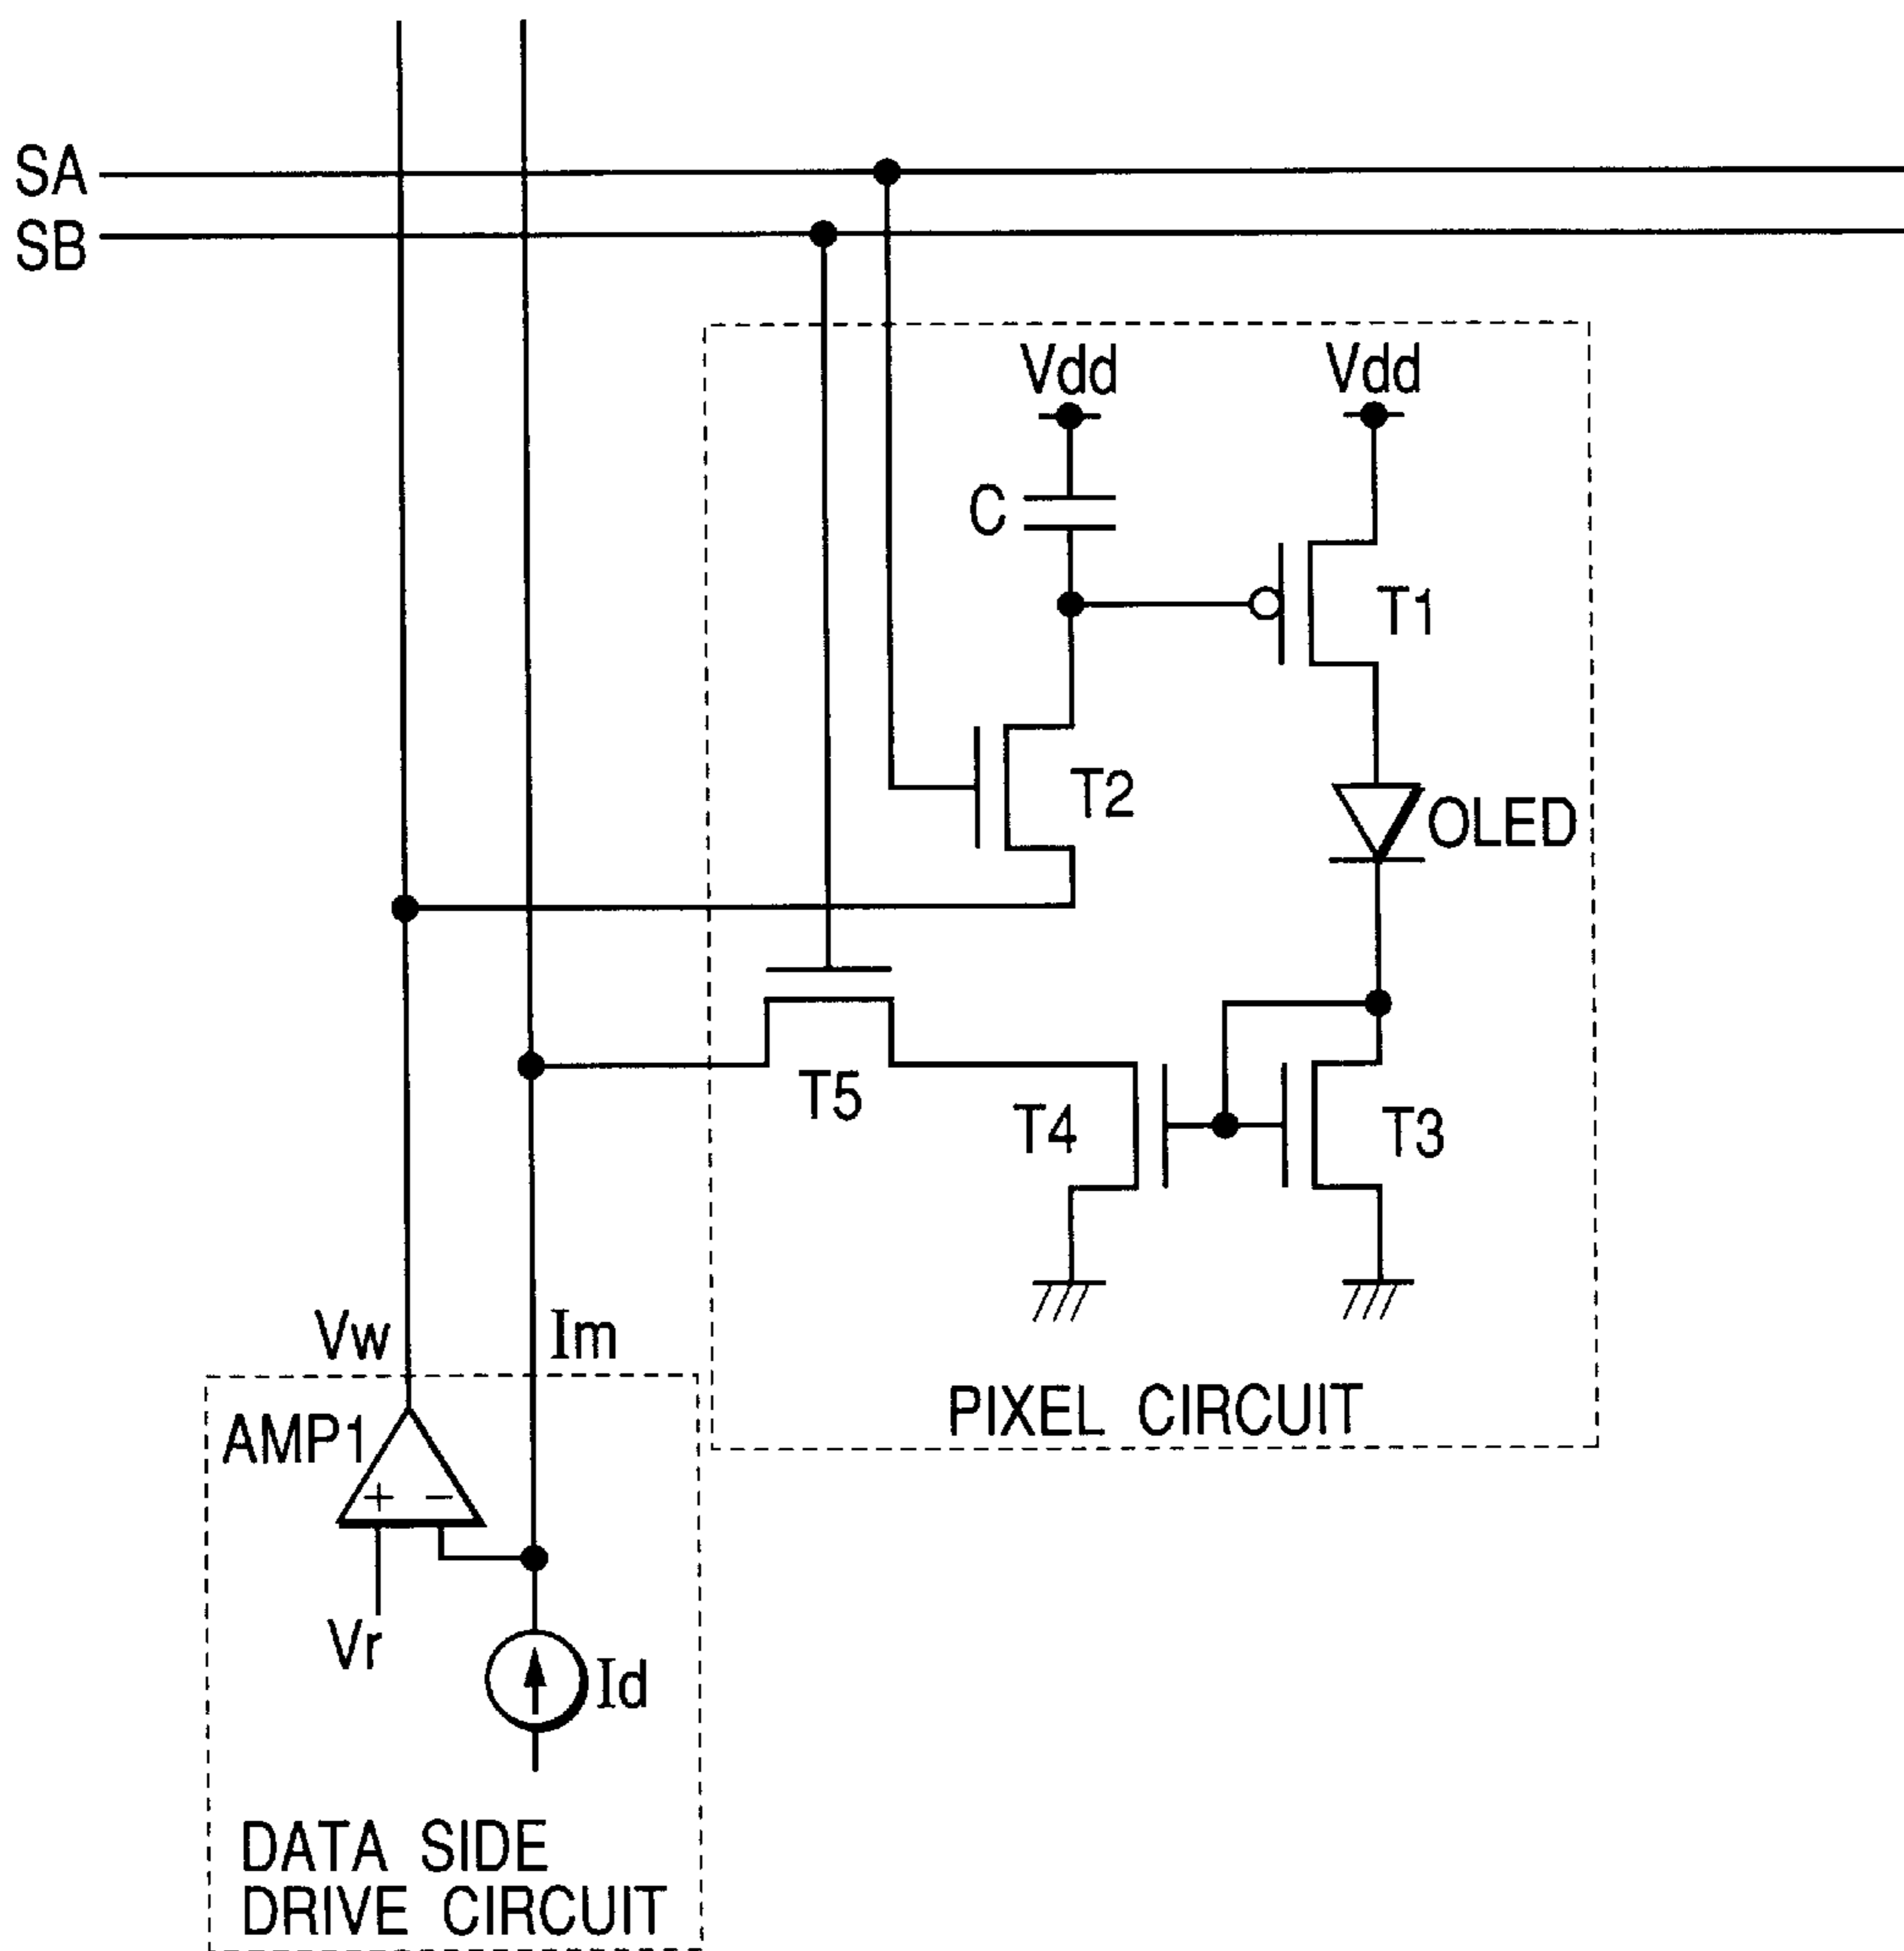 SA
SB
Vdd
Vdd
C
T1
T2
OLED
T5
T4
T3
Vw
Im
PIXEL CIRCUIT
AMP1
+ −
Vr
Id
DATA SIDE
DRIVE CIRCUIT